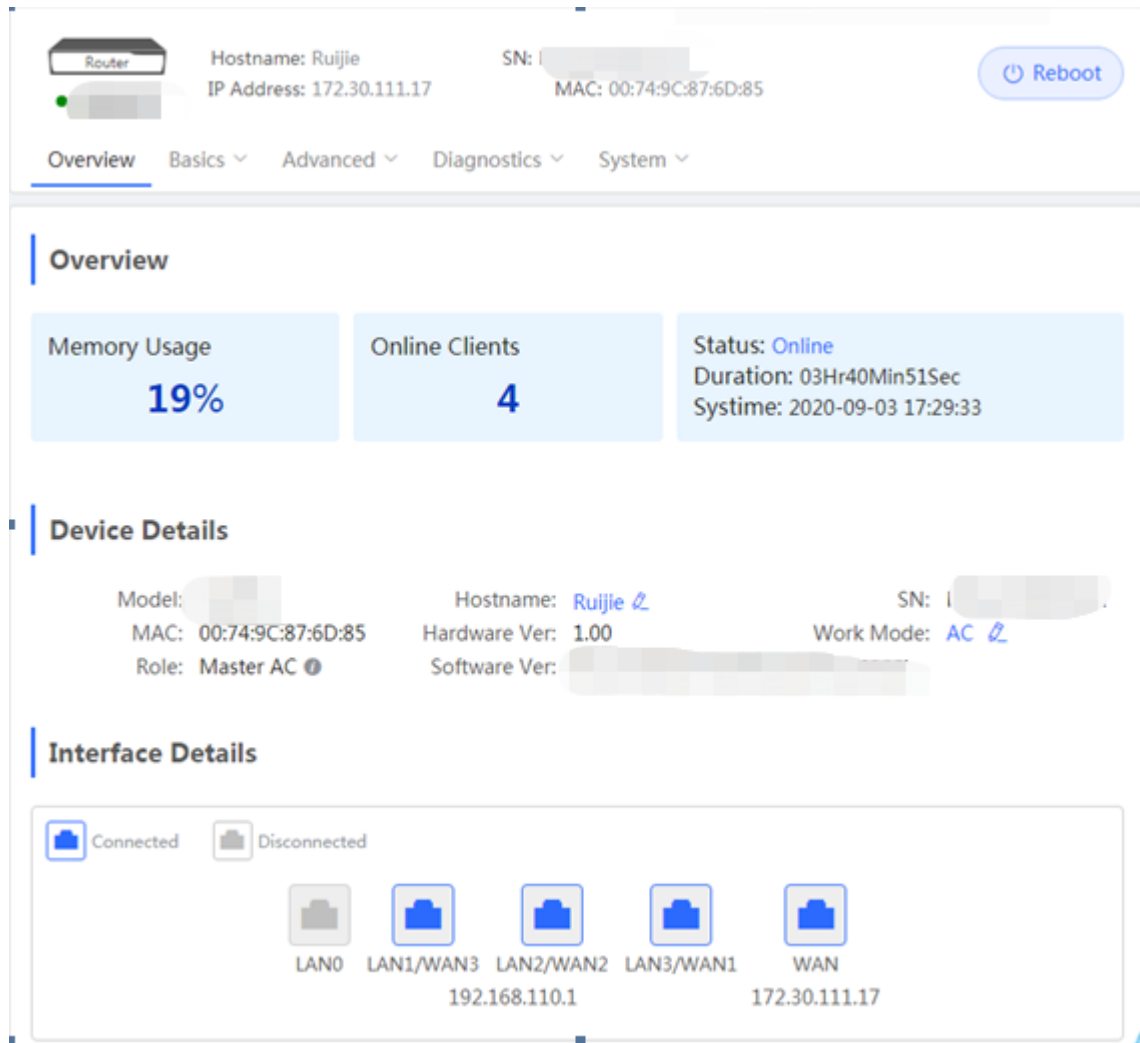 Router
Hostname: Ruijie
SN:
Reboot
IP Address: 172.30.111.17
MAC: 00:74:9C:87:6D:85
Overview Basics Advanced Diagnostics System
Overview
Memory Usage
19%
Online Clients
4
Status: Online
Duration: 03Hr40Min51Sec
Systime: 2020-09-03 17:29:33
Device Details
Model:
Hostname: Ruijie
SN:
MAC: 00:74:9C:87:6D:85
Hardware Ver: 1.00
Work Mode: AC
Role: Master AC
Software Ver:
Interface Details
Connected Disconnected
LAN0 LAN1/WAN3 LAN2/WAN2 LAN3/WAN1 WAN
192.168.110.1 172.30.111.17